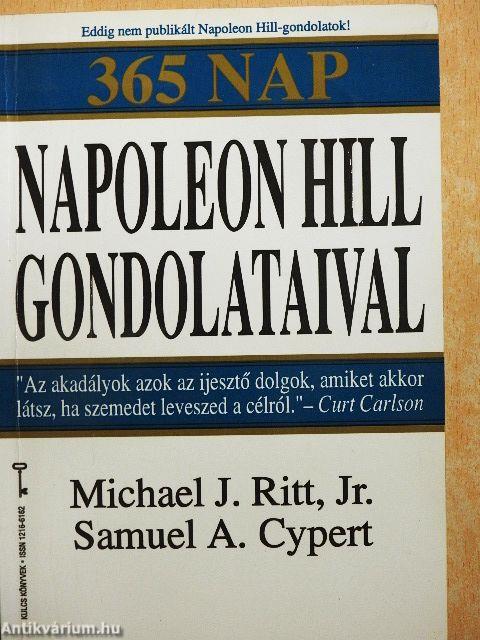 Eddig nem publikált Napoleon Hill-gondolatok!
365 NAP
NAPOLEON HILL
GONDOLATAIVAL
"Az akadályok azok az ijesztő dolgok, amiket akkor
látsz, ha szemedet leveszed a célról."– Curt Carlson
Michael J. Ritt, Jr.
Samuel A. Cypert
KULCS KÖNYVEK • ISSN 1216-6162
Antikvárium.hu